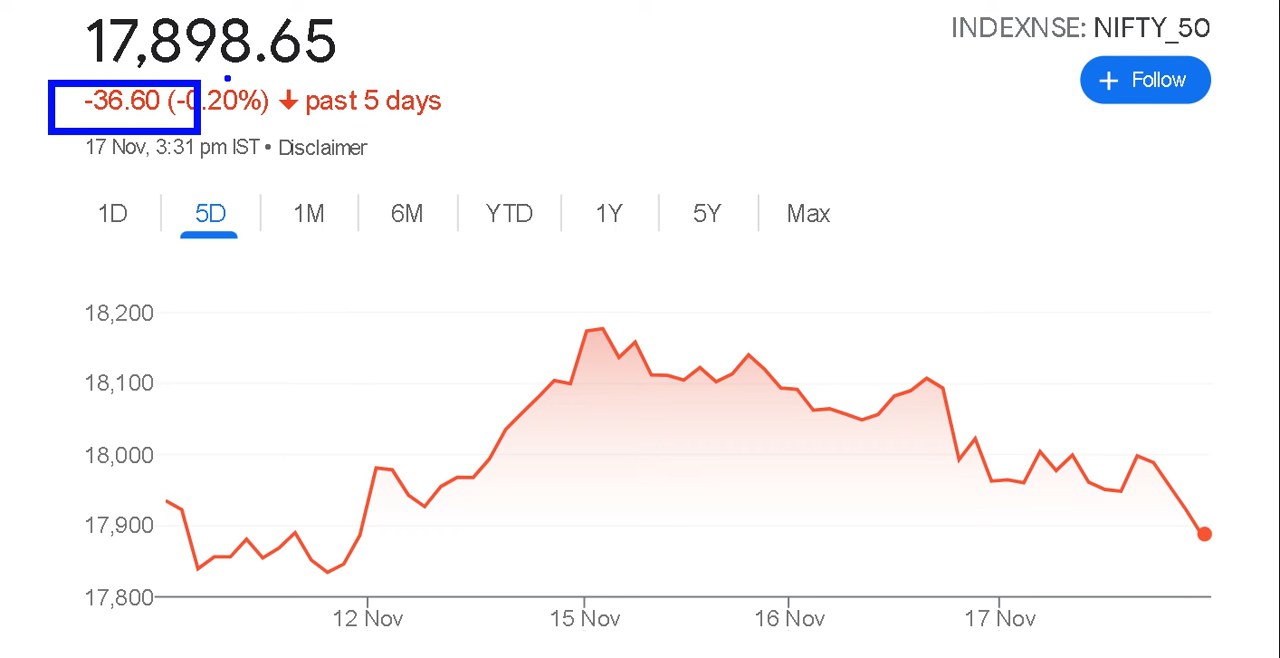 17,898.65
INDEXNSE: NIFTY_50
+ Follow
-36.60 (-0.20%) ↓ past 5 days
17 Nov, 3:31 pm IST • Disclaimer
1D 5D 1M 6M YTD 1Y 5Y Max
18,200
18,100
18,000
17,900
17,800
12 Nov 15 Nov 16 Nov 17 Nov